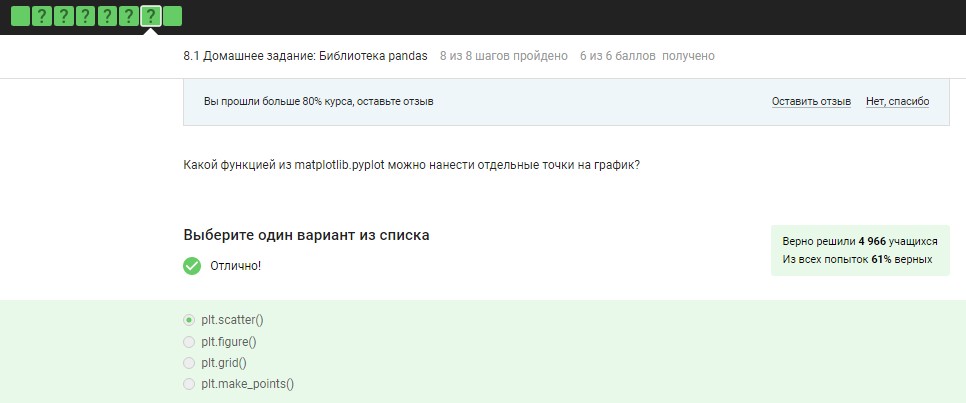 ? ? ? ? ? ?
8.1 Домашнее задание: Библиотека pandas 8 из 8 шагов пройдено 6 из 6 баллов получено
Вы прошли больше 80% курса, оставьте отзыв Оставить отзыв Нет, спасибо
Какой функцией из matplotlib.pyplot можно нанести отдельные точки на график?
Выберите один вариант из списка
Отлично!
Верно решили 4 966 учащихся
Из всех попыток 61% верных
plt.scatter()
plt.figure()
plt.grid()
plt.make_points()